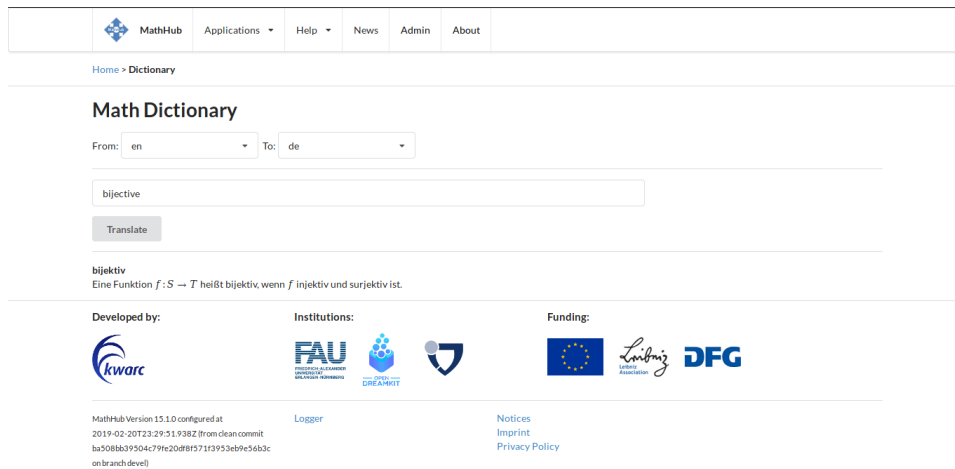 MathHub Applications Help News Admin About
Home > Dictionary
Math Dictionary
From: en To: de
bijective
Translate
bijektiv
Eine Funktion f : S → T heißt bijektiv, wenn f injektiv und surjektiv ist.
Developed by: Institutions: Funding:
kwarc
FAU
FRIEDRICH-ALEXANDER
UNIVERSITÄT
ERLANGEN-NÜRNBERG
OPEN
DREAMKIT
Leibniz
Leibniz
Association
DFG
MathHub Version 15.1.0 configured at
2019-02-20T23:29:51.938Z (from clean commit
ba508bb39504c79fe20df8f571f3953eb9e56b3c
on branch devel)
Logger
Notices
Imprint
Privacy Policy